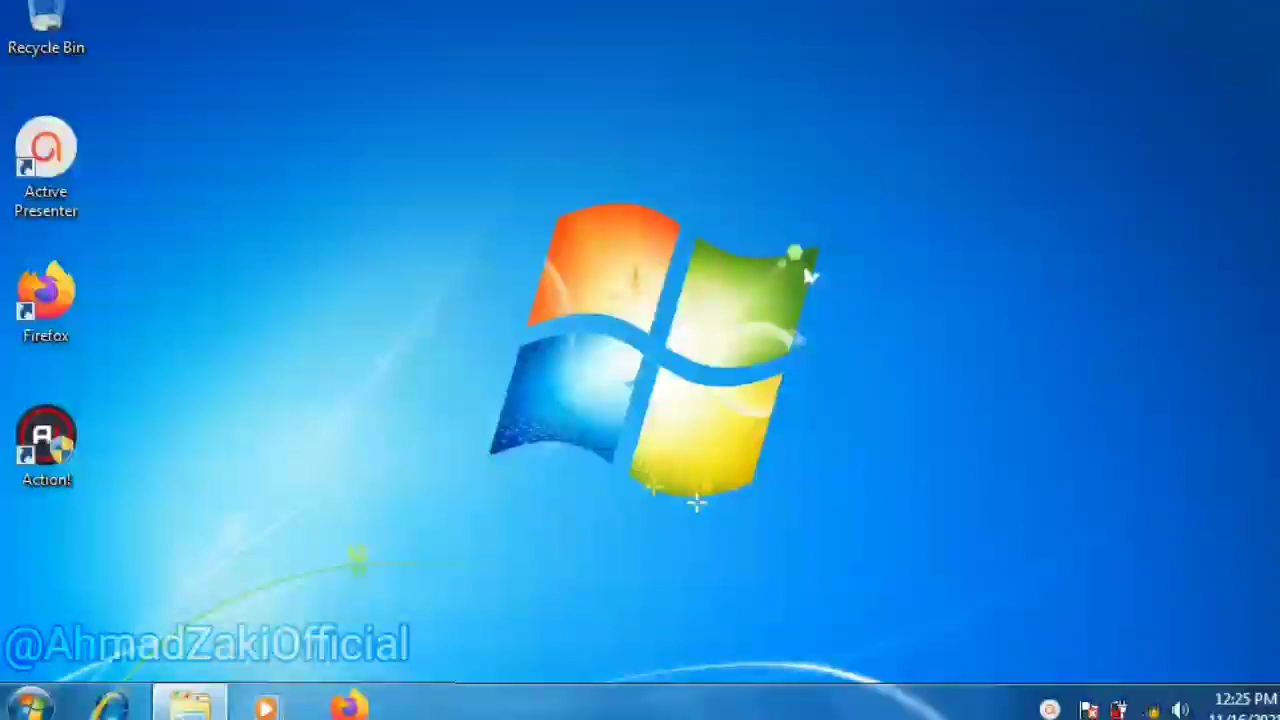 Recycle Bin
Active
Presenter
Firefox
Action!
@AhmadZakiOfficial
12:25 PM